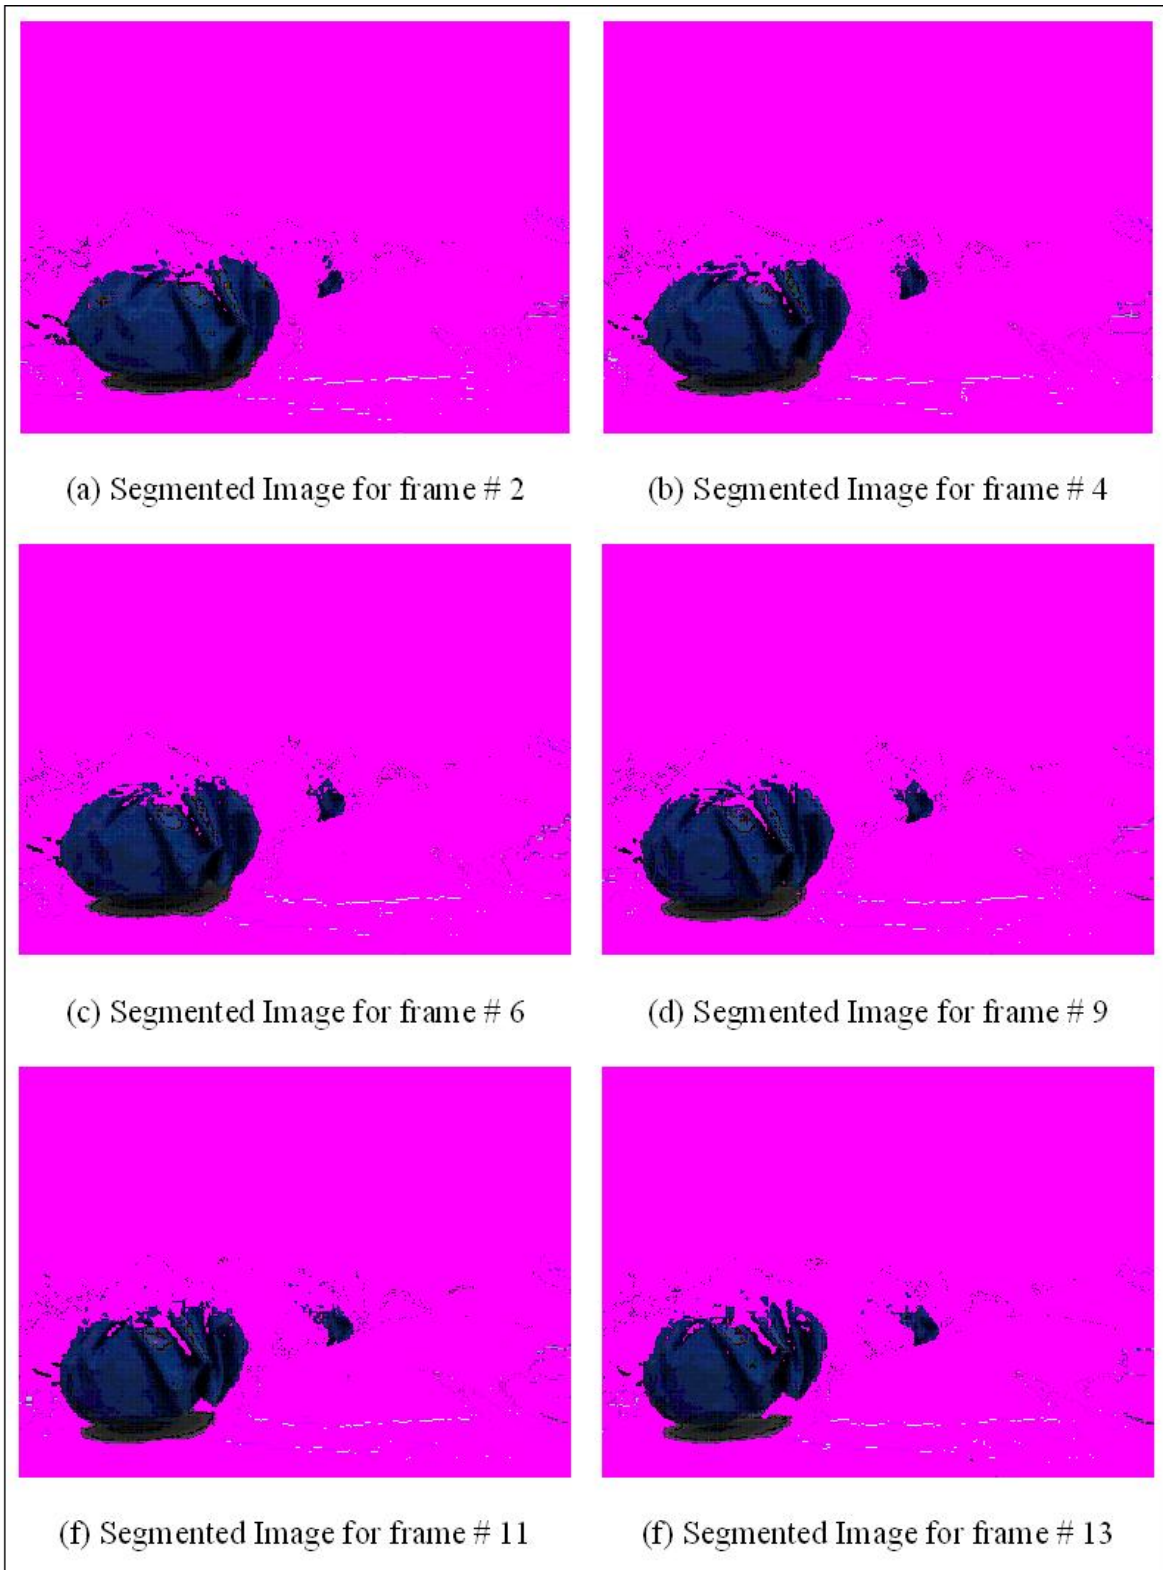 (a) Segmented Image for frame # 2
(b) Segmented Image for frame # 4
(c) Segmented Image for frame # 6
(d) Segmented Image for frame # 9
(f) Segmented Image for frame # 11
(f) Segmented Image for frame # 13